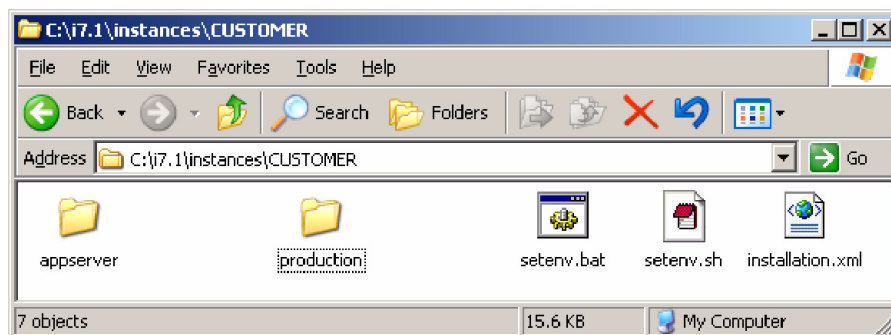 C:\i7.1\instances\CUSTOMER
File Edit View Favorites Tools Help
Back Search Folders
Address C:\i7.1\instances\CUSTOMER Go
appserver production setenv.bat setenv.sh installation.xml
7 objects 15.6 KB My Computer